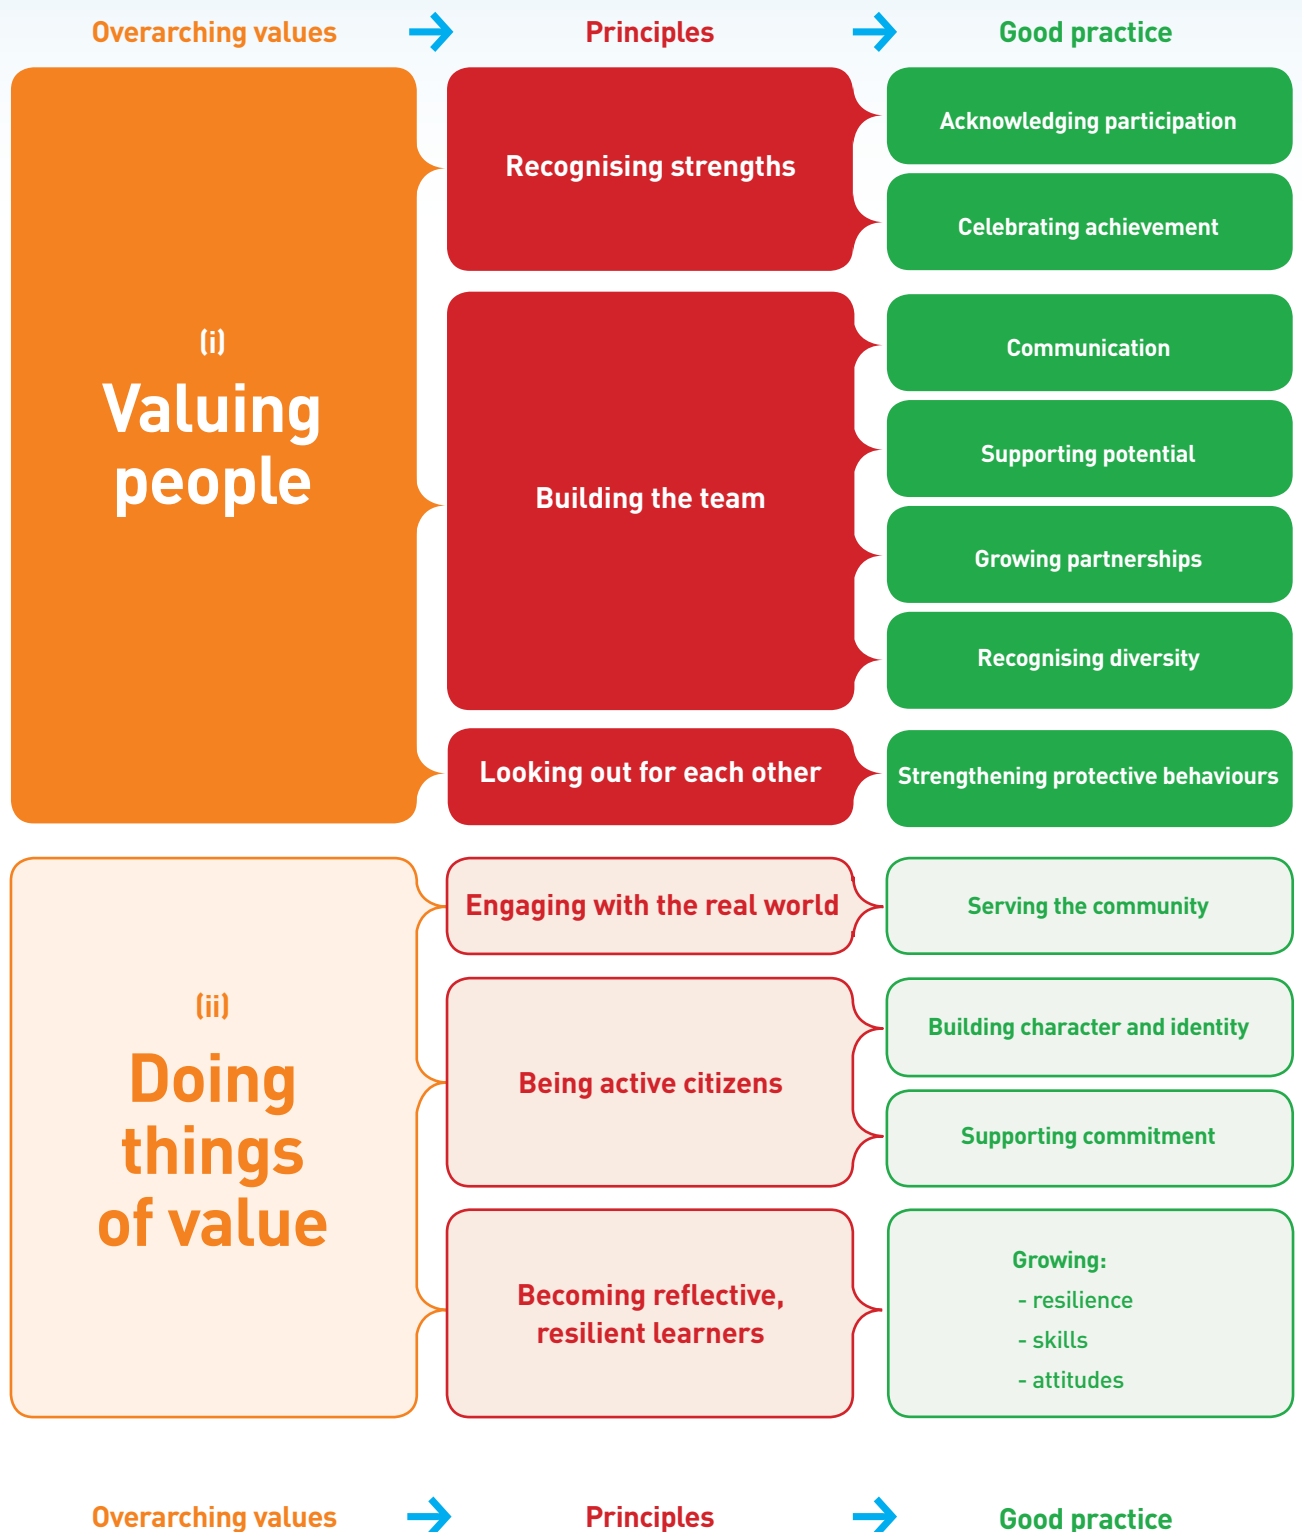 Overarching values
Principles
Good practice
(i)
Valuing
people
Recognising strengths
Acknowledging participation
Celebrating achievement
Building the team
Communication
Supporting potential
Growing partnerships
Recognising diversity
Looking out for each other
Strengthening protective behaviours
(ii)
Doing
things
of value
Engaging with the real world
Serving the community
Being active citizens
Building character and identity
Supporting commitment
Becoming reflective,
resilient learners
Growing:
- resilience
- skills
- attitudes
Overarching values
Principles
Good practice